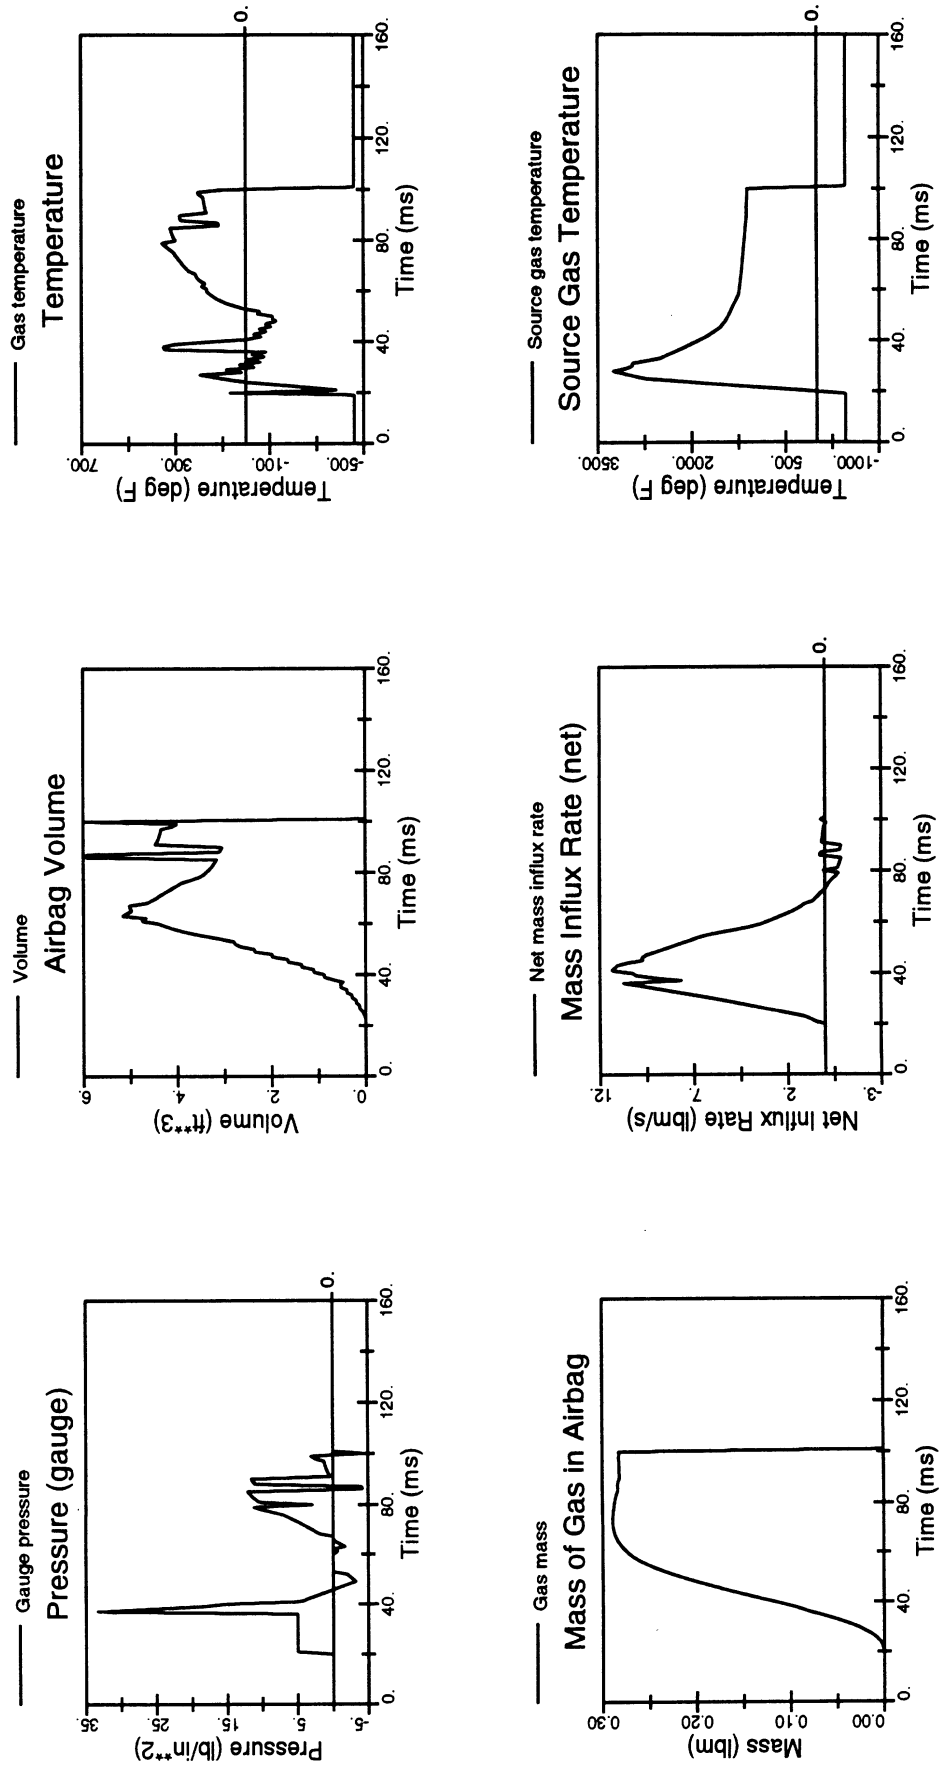 Gauge pressure
Pressure (gauge)
35.
25.
15.
5.
-5.
Pressure (lb/in**2)
0.
0.
40.
80.
120.
160.
Time (ms)
Volume
Airbag Volume
6.
4.
2.
0.
Volume (ft**3)
0.
40.
80.
120.
160.
Time (ms)
Gas temperature
Temperature
700.
300.
-100.
-500.
Temperature (deg F)
0.
0.
40.
80.
120.
160.
Time (ms)
Gas mass
Mass of Gas in Airbag
0.30
0.20
0.10
0.00
Mass (lbm)
0.
40.
80.
120.
160.
Time (ms)
Net mass influx rate
Mass Influx Rate (net)
12.
7.
2.
-3.
Net Influx Rate (lbm/s)
0.
0.
40.
80.
120.
160.
Time (ms)
Source gas temperature
Source Gas Temperature
3500.
2000.
500.
-1000.
Temperature (deg F)
0.
0.
40.
80.
120.
160.
Time (ms)